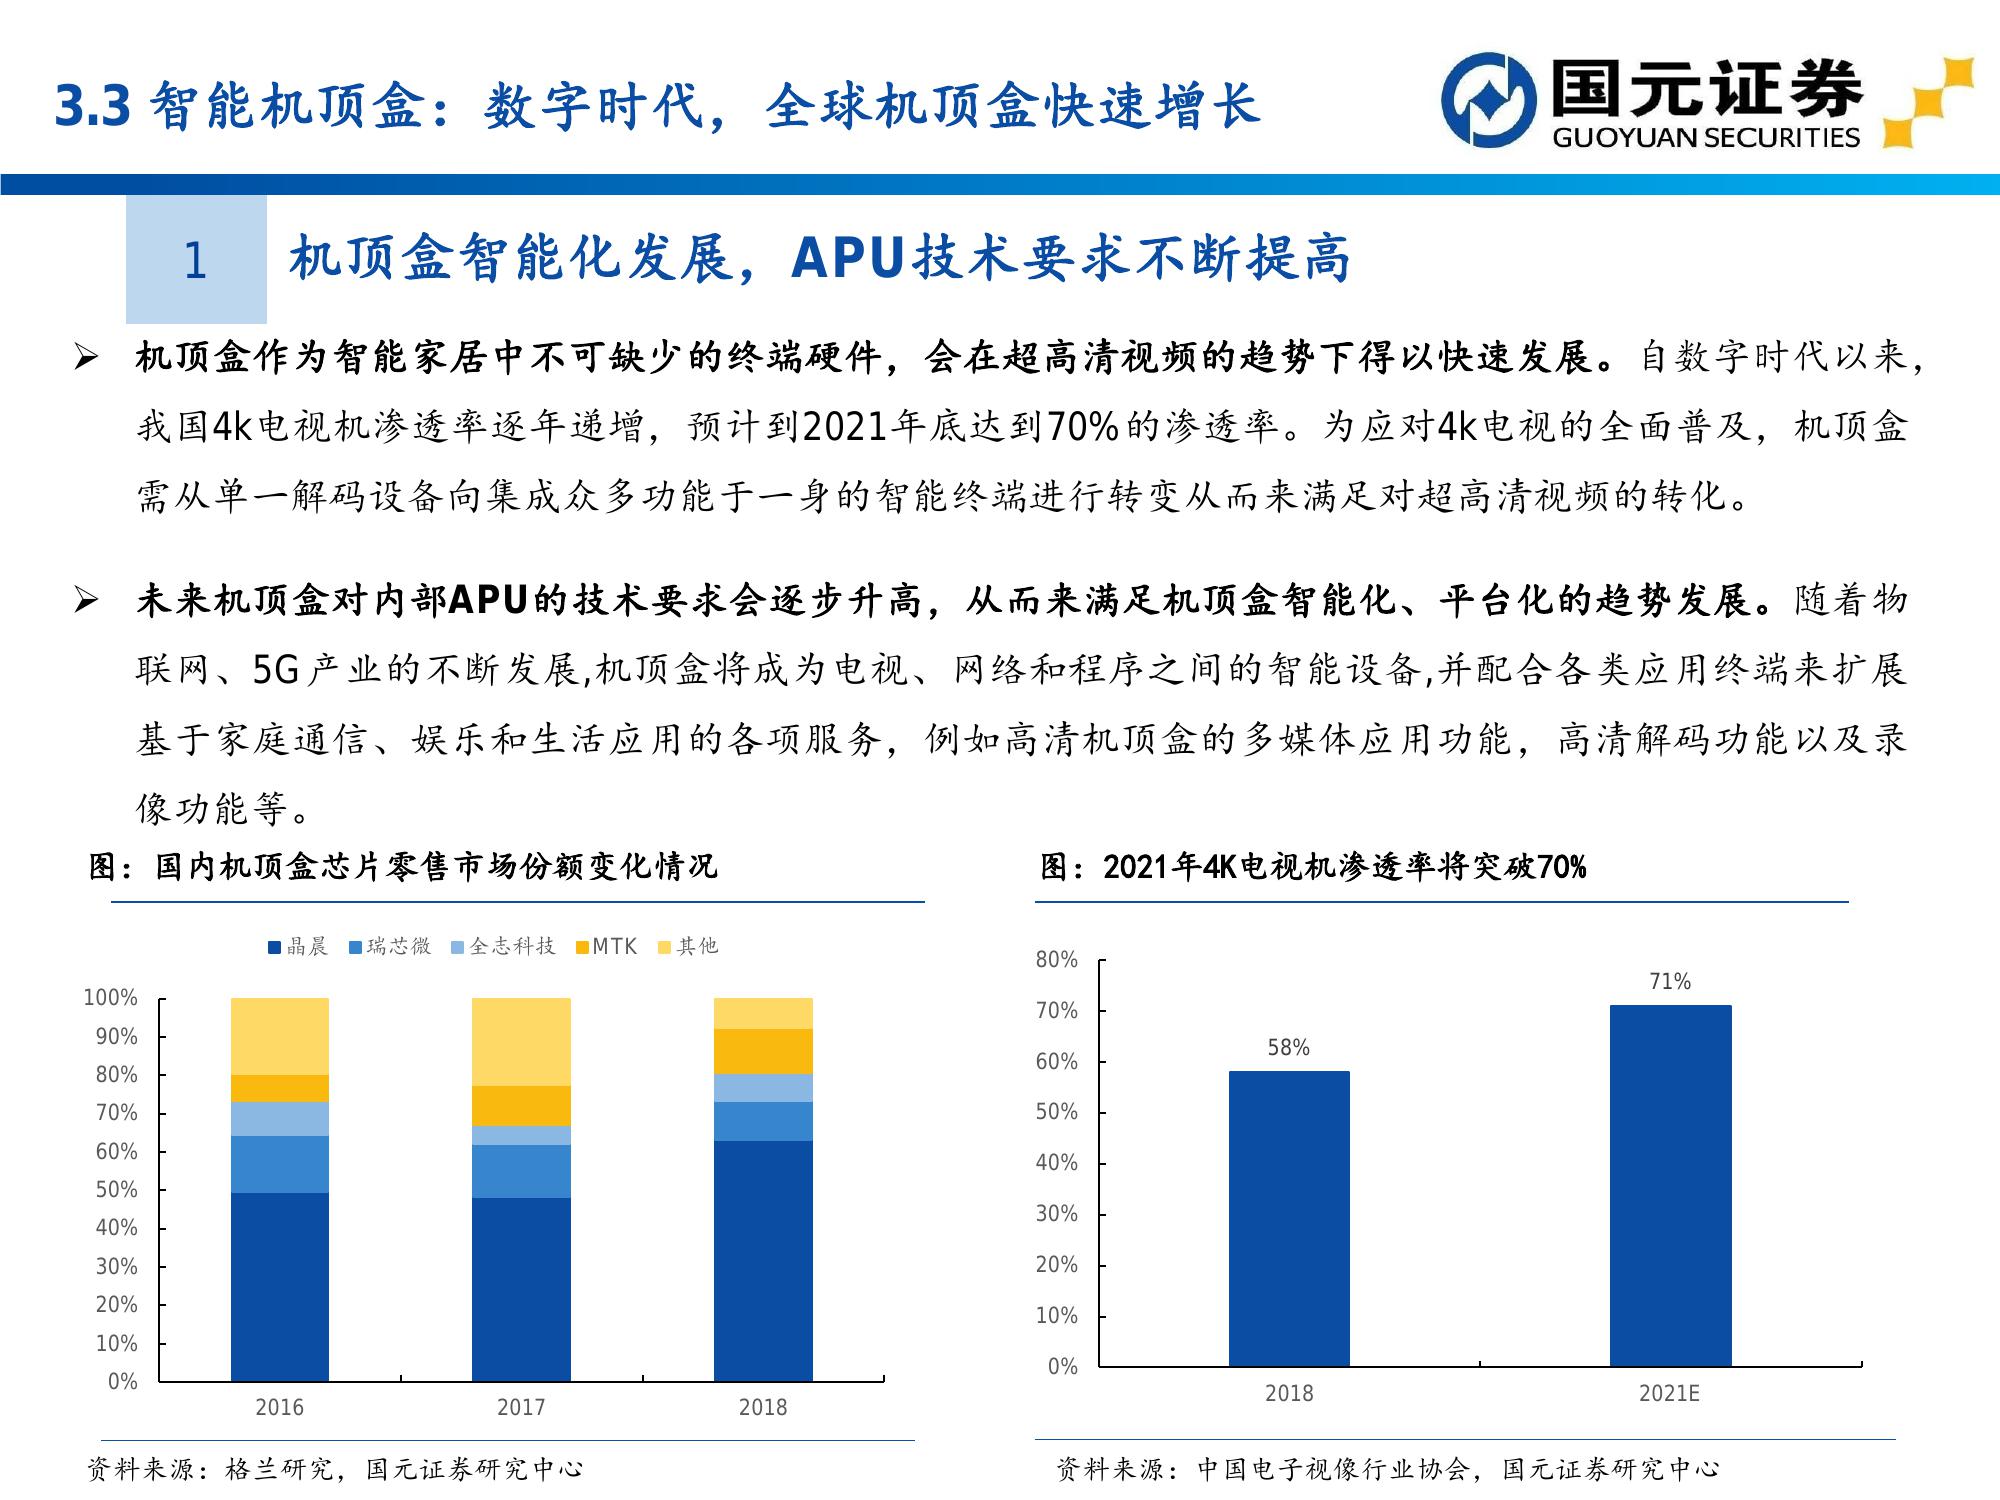 3.3 智能机顶盒：数字时代，全球机顶盒快速增长
国元证券
GUOYUAN SECURITIES
1
机顶盒智能化发展，APU技术要求不断提高
➢ 机顶盒作为智能家居中不可缺少的终端硬件，会在超高清视频的趋势下得以快速发展。自数字时代以来，
我国4k电视机渗透率逐年递增，预计到2021年底达到70%的渗透率。为应对4k电视的全面普及，机顶盒
需从单一解码设备向集成众多功能于一身的智能终端进行转变从而来满足对超高清视频的转化。
➢ 未来机顶盒对内部APU的技术要求会逐步升高，从而来满足机顶盒智能化、平台化的趋势发展。随着物
联网、5G产业的不断发展,机顶盒将成为电视、网络和程序之间的智能设备,并配合各类应用终端来扩展
基于家庭通信、娱乐和生活应用的各项服务，例如高清机顶盒的多媒体应用功能，高清解码功能以及录
像功能等。
图：国内机顶盒芯片零售市场份额变化情况
晶晨 瑞芯微 全志科技 MTK 其他
100%
90%
80%
70%
60%
50%
40%
30%
20%
10%
0%
2016 2017 2018
资料来源：格兰研究，国元证券研究中心
图：2021年4K电视机渗透率将突破70%
80%
70%
60%
50%
40%
30%
20%
10%
0%
58%
71%
2018 2021E
资料来源：中国电子视像行业协会，国元证券研究中心